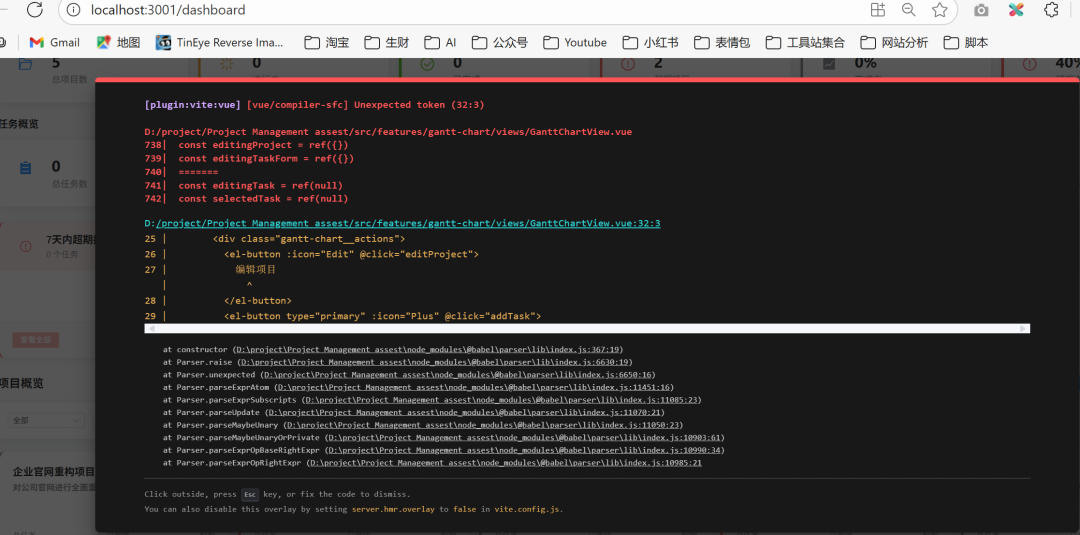 localhost:3001/dashboard
Gmail 地图 TinEye Reverse Ima... 淘宝 生财 AI 公众号 Youtube 小红书 表情包 工具站集合 网站分析 脚本
5 0 0 2 0% 40%
总项目数
[plugin:vite:vue] [vue/compiler-sfc] Unexpected token (32:3)
任务概览
D:/project/Project Management assest/src/features/gantt-chart/views/GanttChartView.vue
738| const editingProject = ref({})
739| const editingTaskForm = ref({})
740| =======
741| const editingTask = ref(null)
742| const selectedTask = ref(null)
0
总任务数
D:/project/Project Management assest/src/features/gantt-chart/views/GanttChartView.vue:32:3
25 | <div class="gantt-chart__actions">
26 | <el-button :icon="Edit" @click="editProject">
27 | 编辑项目
| ^
28 | </el-button>
29 | <el-button type="primary" :icon="Plus" @click="addTask">
7天内超期
0 个任务
查看全部
at constructor (D:\project\Project Management assest\node_modules\@babel\parser\lib\index.js:367:19)
at Parser.raise (D:\project\Project Management assest\node_modules\@babel\parser\lib\index.js:6630:19)
at Parser.unexpected (D:\project\Project Management assest\node_modules\@babel\parser\lib\index.js:6650:16)
at Parser.parseExprAtom (D:\project\Project Management assest\node_modules\@babel\parser\lib\index.js:11451:16)
at Parser.parseExprSubscripts (D:\project\Project Management assest\node_modules\@babel\parser\lib\index.js:11085:23)
at Parser.parseUpdate (D:\project\Project Management assest\node_modules\@babel\parser\lib\index.js:11070:21)
at Parser.parseMaybeUnary (D:\project\Project Management assest\node_modules\@babel\parser\lib\index.js:11050:23)
at Parser.parseMaybeUnaryOrPrivate (D:\project\Project Management assest\node_modules\@babel\parser\lib\index.js:10903:61)
at Parser.parseExprOpBaseRightExpr (D:\project\Project Management assest\node_modules\@babel\parser\lib\index.js:10990:34)
at Parser.parseExprOpRightExpr (D:\project\Project Management assest\node_modules\@babel\parser\lib\index.js:10985:21
项目概览
全部
企业官网重构项目
对公司官网进行全面重
Click outside, press Esc key, or fix the code to dismiss.
You can also disable this overlay by setting server.hmr.overlay to false in vite.config.js.